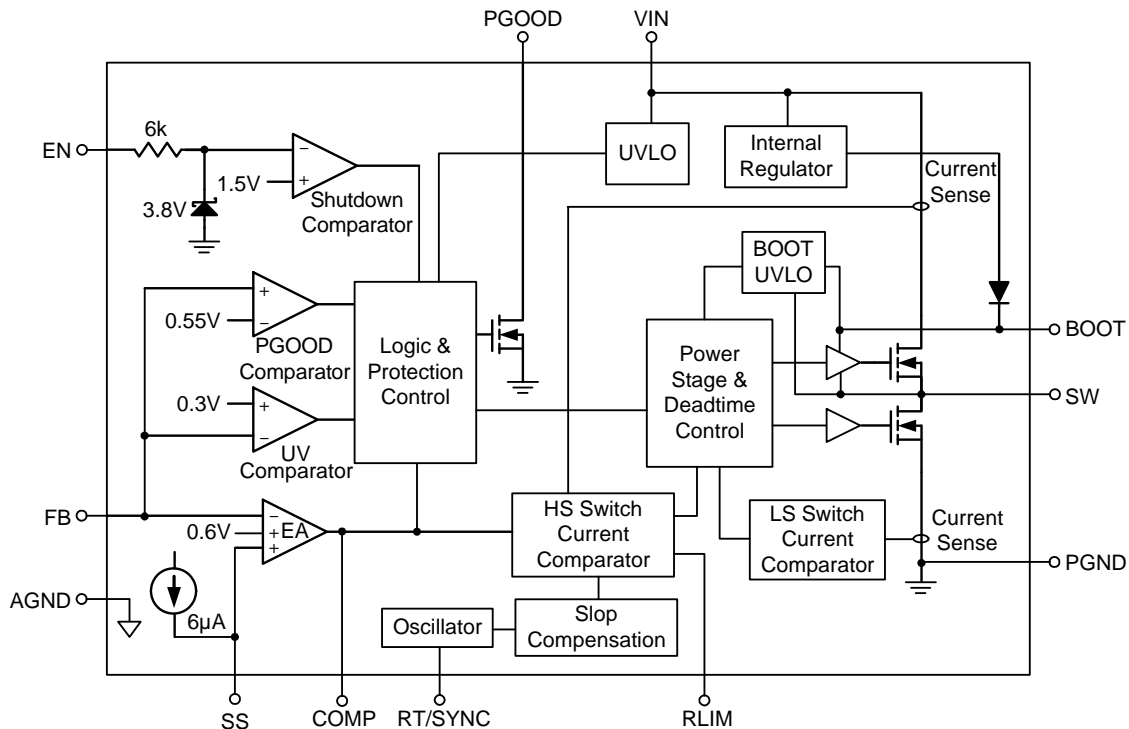 PGOOD
VIN
6k
EN
1.5V
3.8V
Shutdown
Comparator
UVLO
Internal
Regulator
Current
Sense
BOOT
UVLO
0.55V
PGOOD
Comparator
Logic &
Protection
Control
Power
Stage &
Deadtime
Control
BOOT
SW
0.3V
UV
Comparator
FB
0.6V
EA
HS Switch
Current
Comparator
LS Switch
Current
Comparator
Current
Sense
PGND
AGND
6µA
Oscillator
Slop
Compensation
SS
COMP
RT/SYNC
RLIM